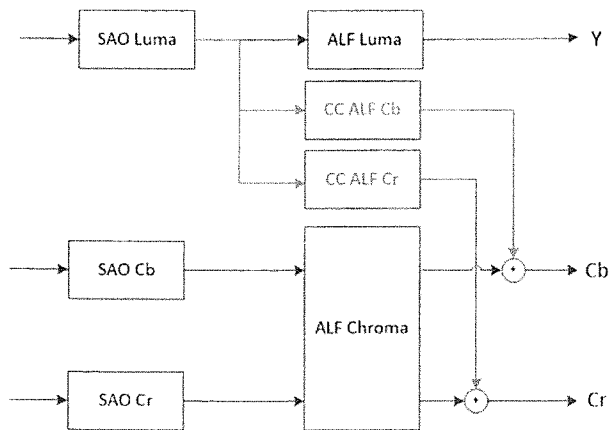 SAO Luma
ALF Luma
Y
CC ALF Cb
CC ALF Cr
SAO Cb
ALF Chroma
Cb
SAO Cr
Cr